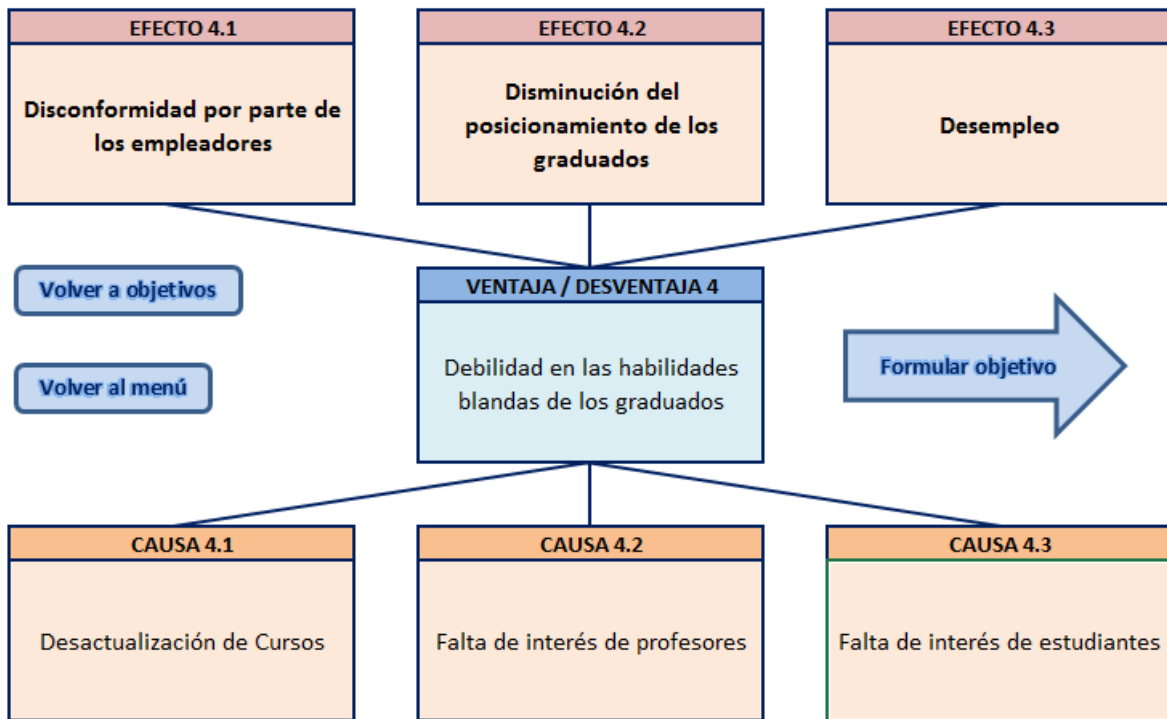 EFECTO 4.1
EFECTO 4.2
EFECTO 4.3
Disconformidad por parte de
los empleadores
Disminución del
posicionamiento de los
graduados
Desempleo
Volver a objetivos
Volver al menú
VENTAJA / DESVENTAJA 4
Debilidad en las habilidades
blandas de los graduados
Formular objetivo
CAUSA 4.1
CAUSA 4.2
CAUSA 4.3
Desactualización de Cursos
Falta de interés de profesores
Falta de interés de estudiantes